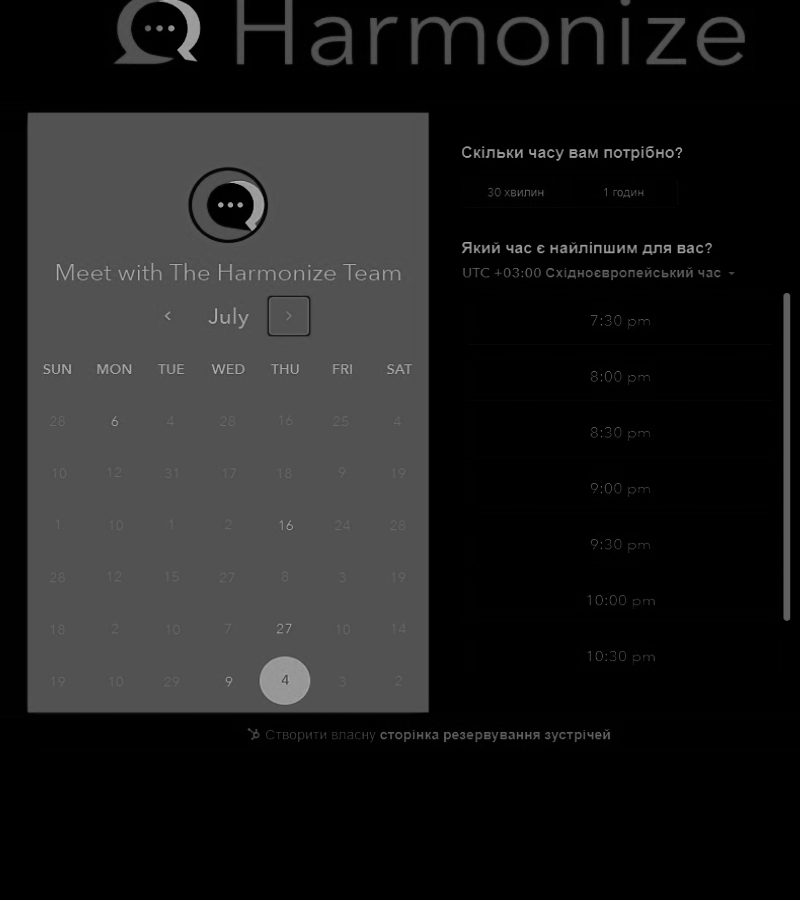 Harmonize
Meet with The Harmonize Team
July
SUN MON TUE WED THU FRI SAT
28 6 4 28 16 25 4
10 12 31 17 18 9 19
1 10 1 2 16 24 28
28 12 15 27 8 3 19
18 2 10 7 27 10 14
19 10 29 9 4 3 2
Скільки часу вам потрібно?
30 хвилин 1 годин
Який час є найліпшим для вас?
UTC +03:00 Східноєвропейський час
7:30 pm
8:00 pm
8:30 pm
9:00 pm
9:30 pm
10:00 pm
10:30 pm
Створити власну сторінка резервування зустрічей